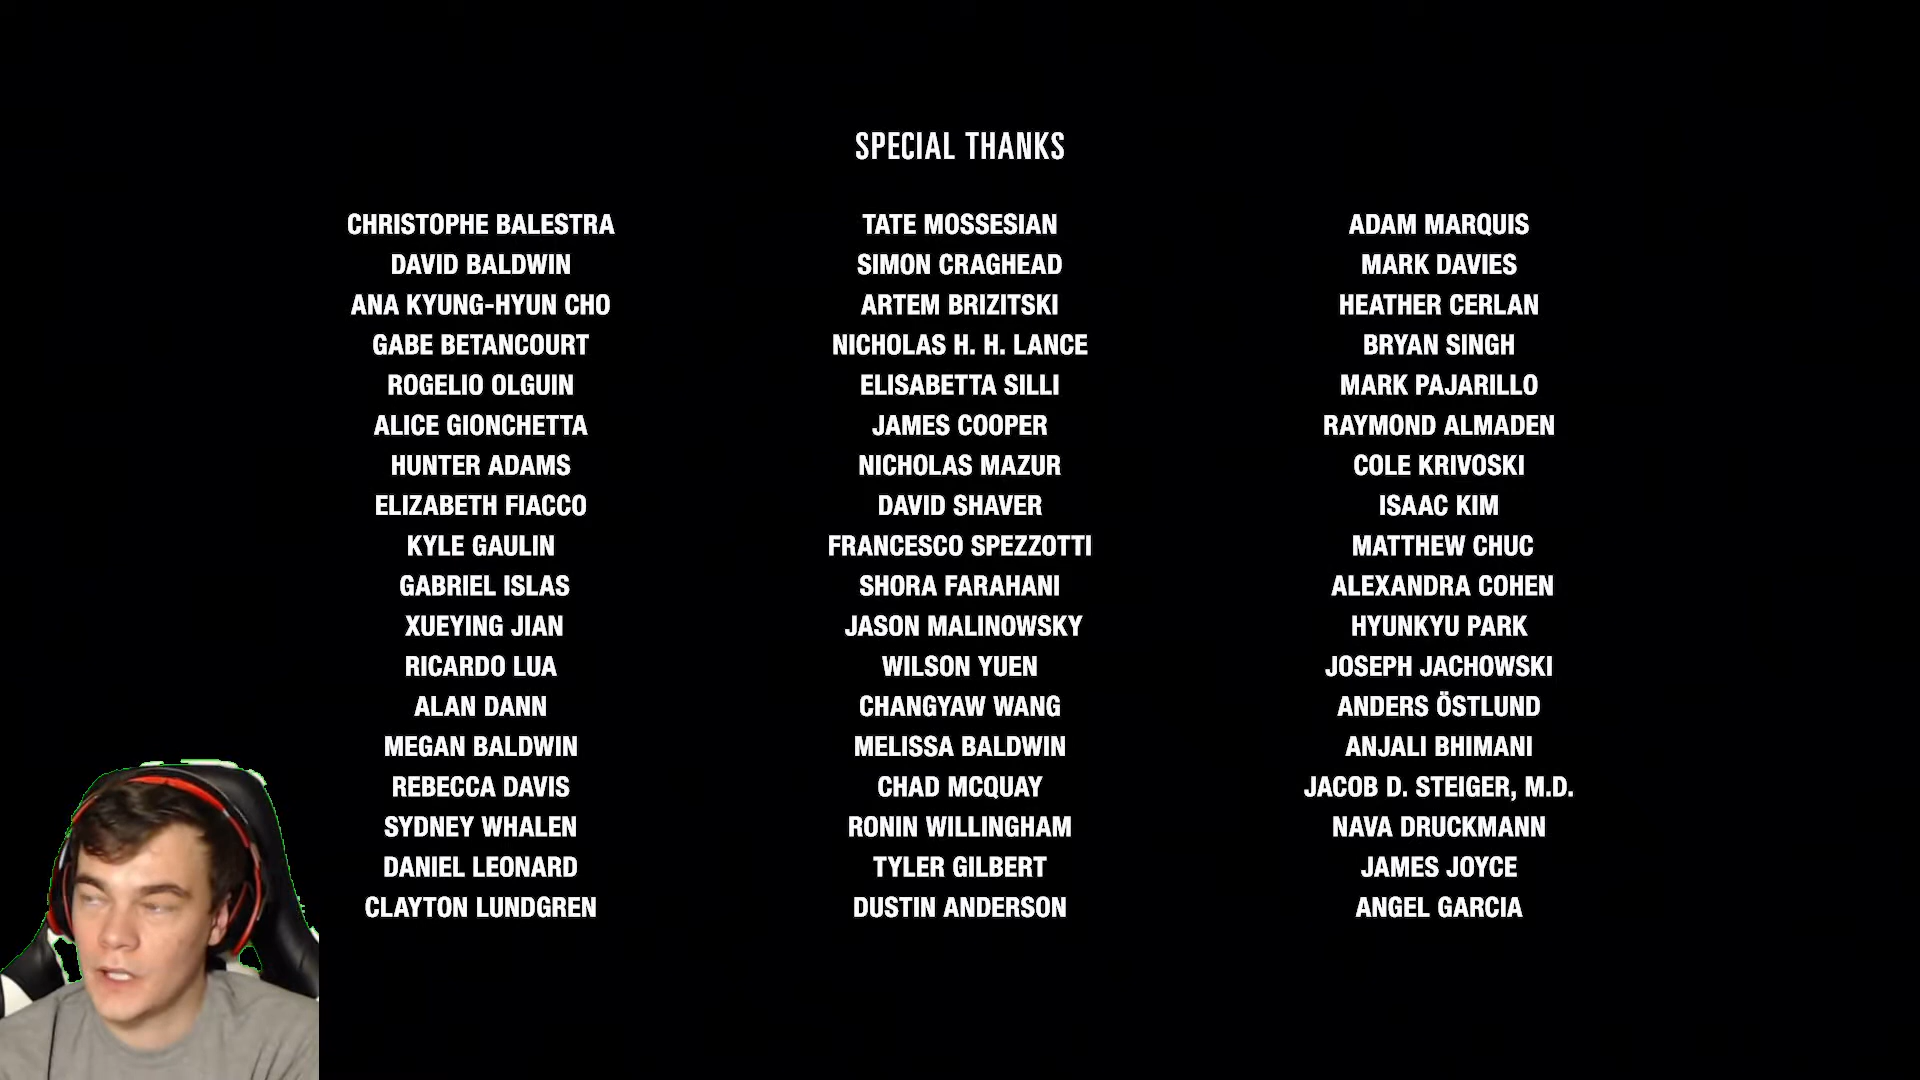 SPECIAL THANKS
CHRISTOPHE BALESTRA
DAVID BALDWIN
ANA KYUNG-HYUN CHO
GABE BETANCOURT
ROGELIO OLGUIN
ALICE GIONCHETTA
HUNTER ADAMS
ELIZABETH FIACCO
KYLE GAULIN
GABRIEL ISLAS
XUEYING JIAN
RICARDO LUA
ALAN DANN
MEGAN BALDWIN
REBECCA DAVIS
SYDNEY WHALEN
DANIEL LEONARD
CLAYTON LUNDGREN
TATE MOSSESIAN
SIMON CRAGHEAD
ARTEM BRIZITSKI
NICHOLAS H. H. LANCE
ELISABETTA SILLI
JAMES COOPER
NICHOLAS MAZUR
DAVID SHAVER
FRANCESCO SPEZZOTTI
SHORA FARAHANI
JASON MALINOWSKY
WILSON YUEN
CHANGYAW WANG
MELISSA BALDWIN
CHAD MCQUAY
RONIN WILLINGHAM
TYLER GILBERT
DUSTIN ANDERSON
ADAM MARQUIS
MARK DAVIES
HEATHER CERLAN
BRYAN SINGH
MARK PAJARILLO
RAYMOND ALMADEN
COLE KRIVOSKI
ISAAC KIM
MATTHEW CHUC
ALEXANDRA COHEN
HYUNKYU PARK
JOSEPH JACHOWSKI
ANDERS ÖSTLUND
ANJALI BHIMANI
JACOB D. STEIGER, M.D.
NAVA DRUCKMANN
JAMES JOYCE
ANGEL GARCIA